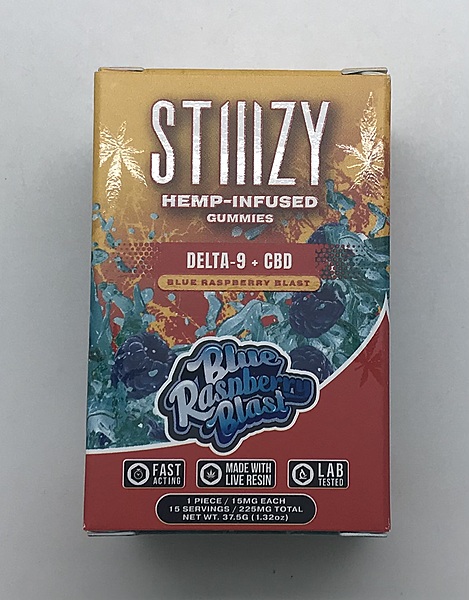 STIIIZY
HEMP-INFUSED
GUMMIES
DELTA-9 + CBD
BLUE RASPBERRY BLAST
Blue
Raspberry
Blast
FAST
ACTING
MADE WITH
LIVE RESIN
LAB
TESTED
1 PIECE / 15MG EACH
15 SERVINGS / 225MG TOTAL
NET WT. 37.5G (1.32oz)